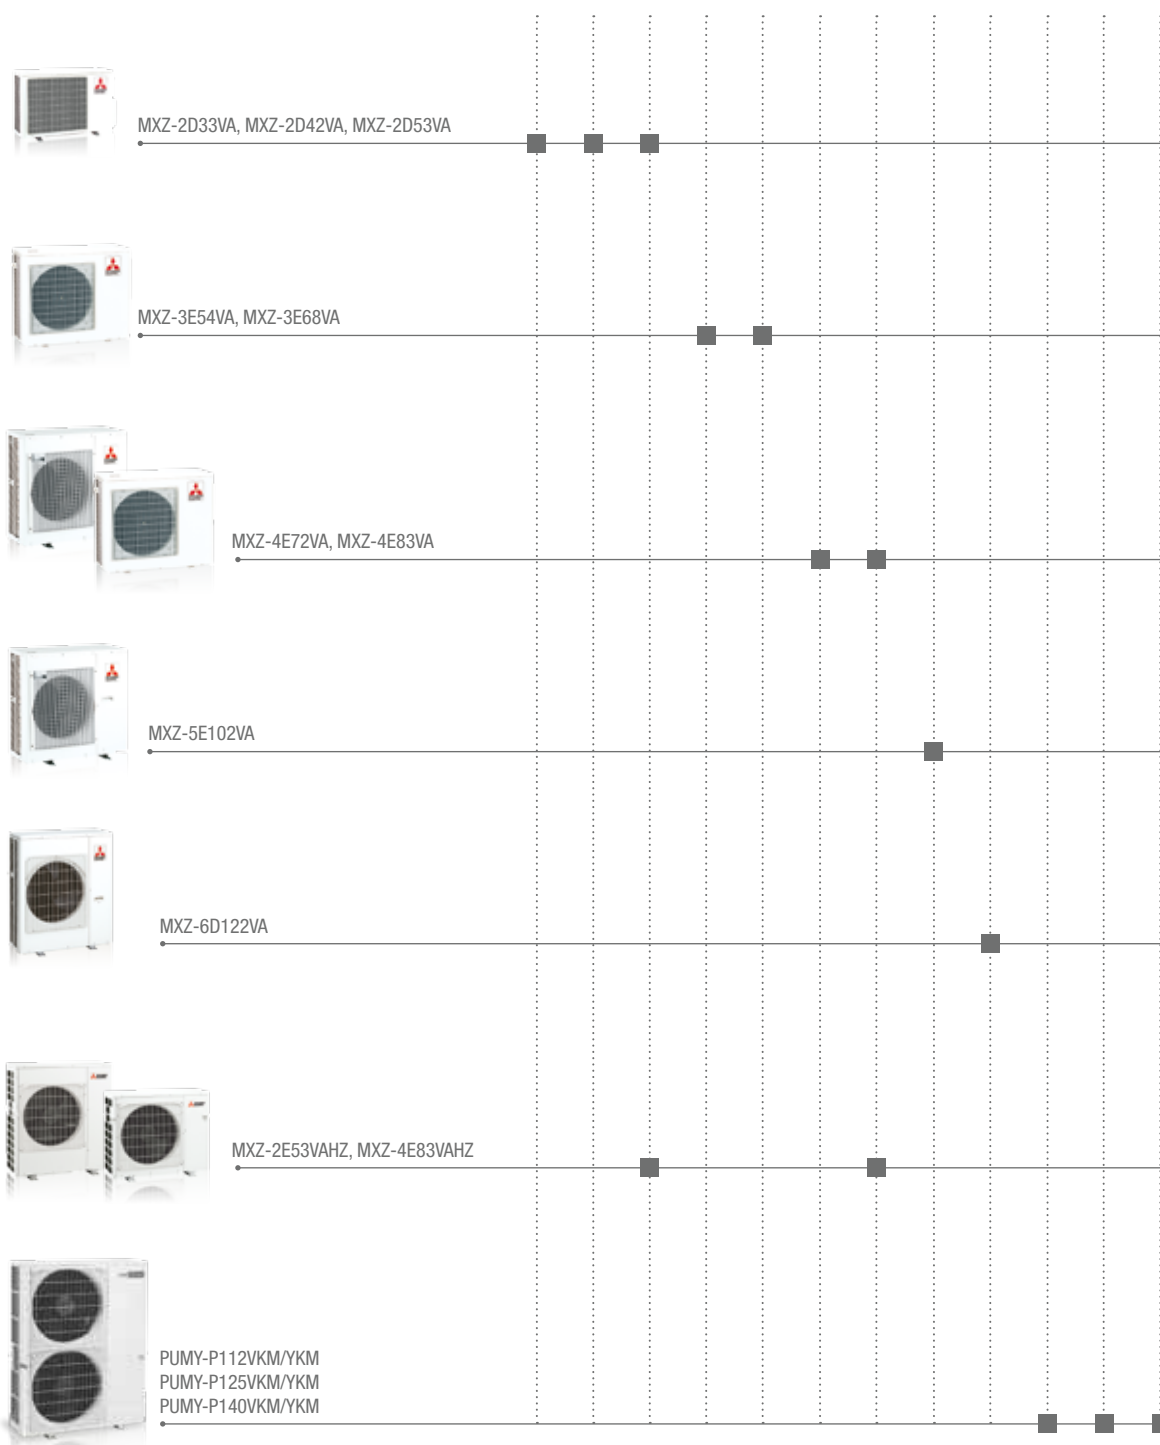 MXZ-2D33VA, MXZ-2D42VA, MXZ-2D53VA
MXZ-3E54VA, MXZ-3E68VA
MXZ-4E72VA, MXZ-4E83VA
MXZ-5E102VA
MXZ-6D122VA
MXZ-2E53VAHZ, MXZ-4E83VAHZ
PUMY-P112VKM/YKM
PUMY-P125VKM/YKM
PUMY-P140VKM/YKM